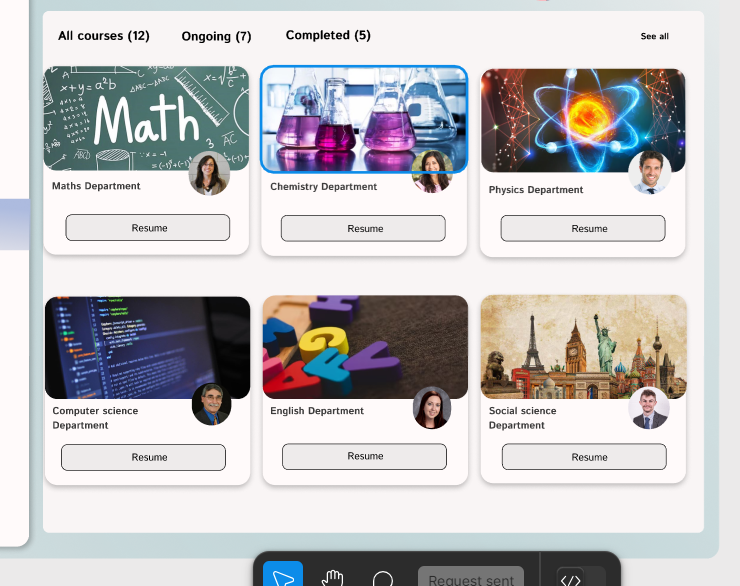 All courses (12)
Ongoing (7)
Completed (5)
See all
Math
x+y=a²b
Maths Department
Chemistry Department
Physics Department
Resume
Resume
Resume
Computer science
Department
English Department
Social science
Department
Resume
Resume
Resume
Request sent